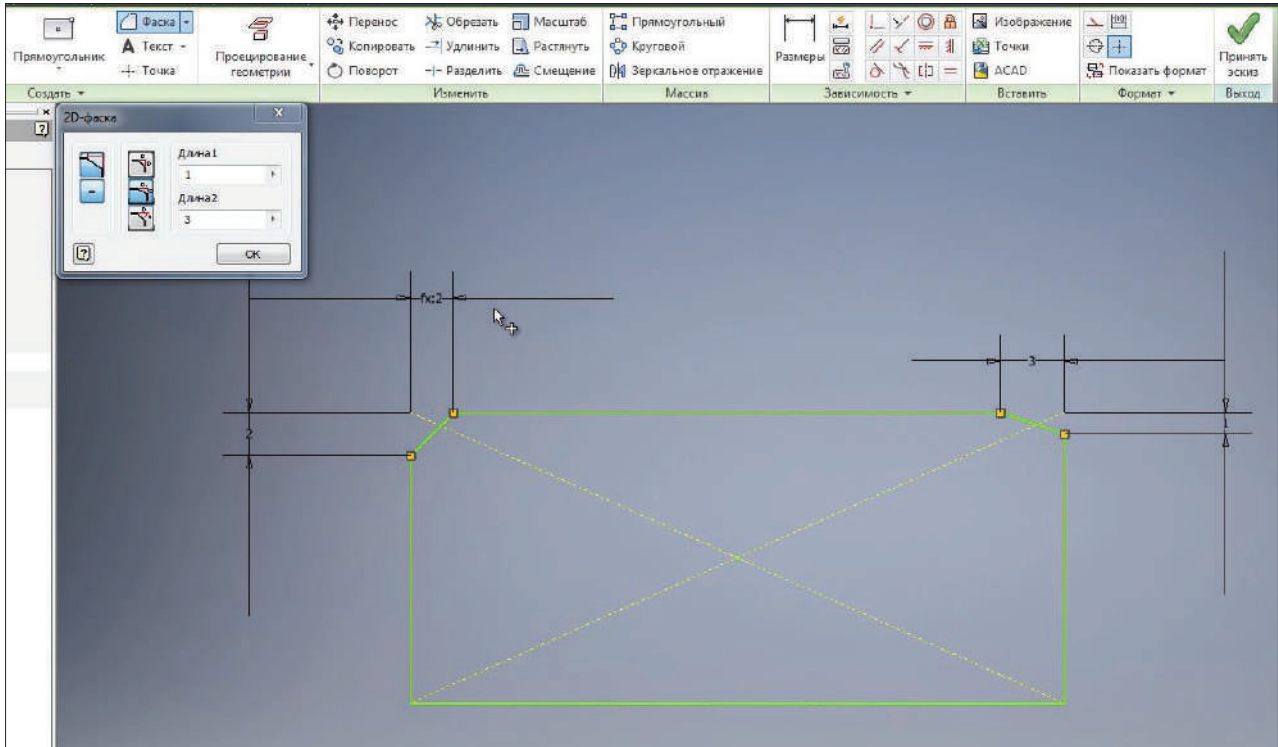 Фаска
Перенос Обрезать Масштаб
Прямоугольный
Изображение
Прямоугольник
Текст
Проецирование геометрии
Копировать Удлинить Растянуть
Круговой
Размеры
Точки
Принять эскиз
Точка
Поворот Разделить Смещение
Зеркальное отражение
ACAD
Показать формат
Создать Изменить Массив Зависимость Вставить Формат Выход
2D-фаска
Длина1
1
Длина2
3
OK
fx:2
3
2
1